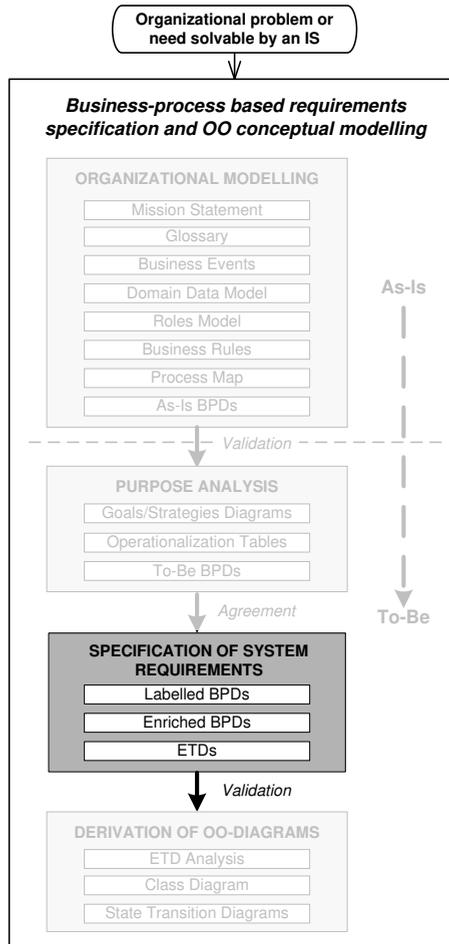 Organizational problem or
need solvable by an IS
Business-process based requirements
specification and OO conceptual modelling
ORGANIZATIONAL MODELLING
Mission Statement
Glossary
Business Events
Domain Data Model
As-Is
Roles Model
Business Rules
Process Map
As-Is BPDs
Validation
PURPOSE ANALYSIS
Goals/Strategies Diagrams
Operationalization Tables
To-Be BPDs
Agreement
To-Be
SPECIFICATION OF SYSTEM
REQUIREMENTS
Labelled BPDs
Enriched BPDs
ETDs
Validation
DERIVATION OF OO-DIAGRAMS
ETD Analysis
Class Diagram
State Transition Diagrams